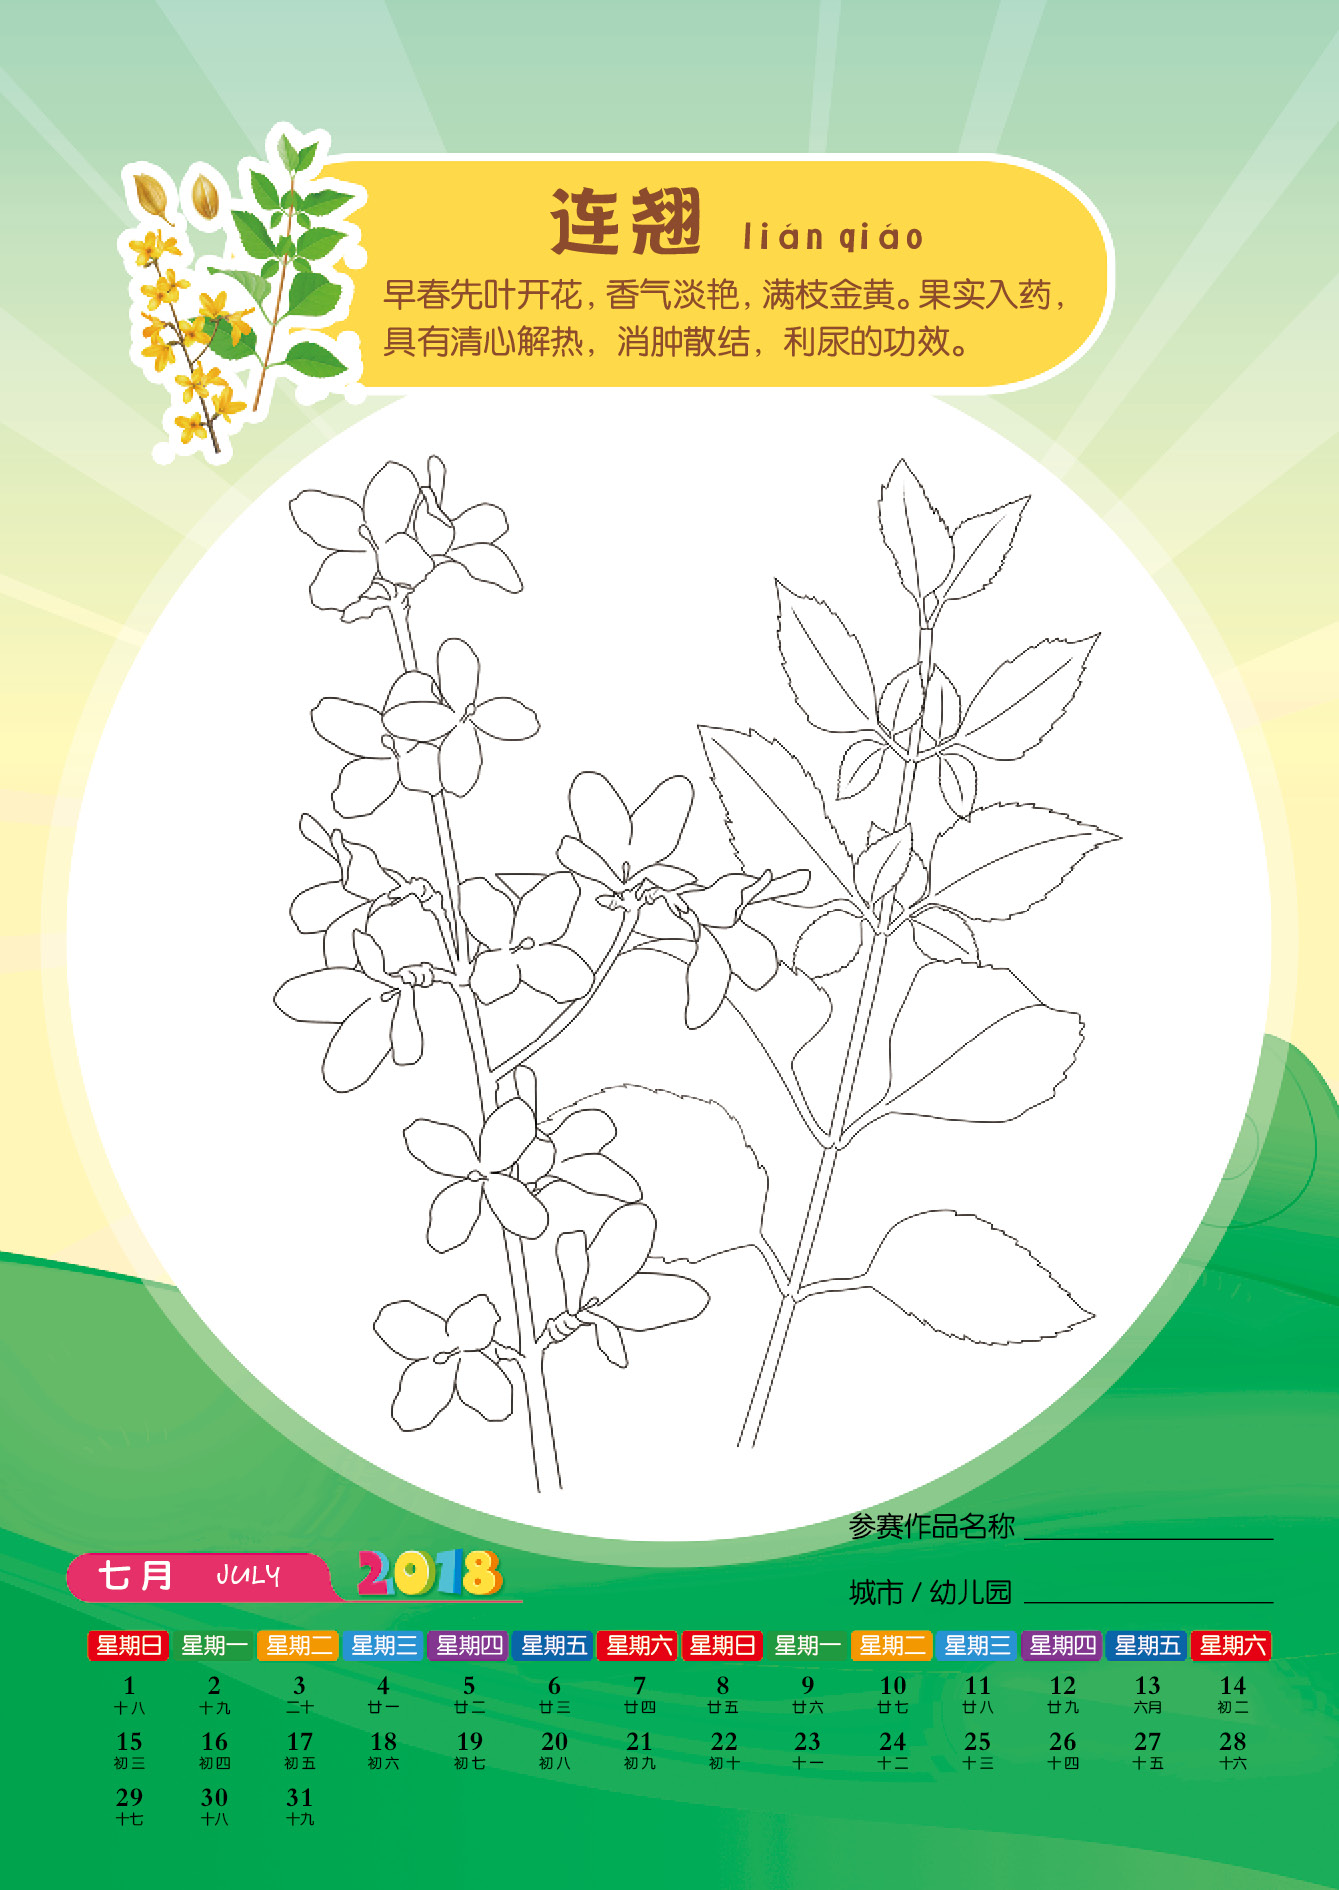 连翘 lián qiáo
早春先叶开花，香气淡艳，满枝金黄。果实入药，
具有清心解热，消肿散结，利尿的功效。
参赛作品名称
城市 / 幼儿园
七月 JULY 2018
星期日 星期一 星期二 星期三 星期四 星期五 星期六 星期日 星期一 星期二 星期三 星期四 星期五 星期六
1 2 3 4 5 6 7 8 9 10 11 12 13 14
十八 十九 二十 廿一 廿二 廿三 廿四 廿五 廿六 廿七 廿八 廿九 六月 初二
15 16 17 18 19 20 21 22 23 24 25 26 27 28
初三 初四 初五 初六 初七 初八 初九 初十 十一 十二 十三 十四 十五 十六
29 30 31
十七 十八 十九